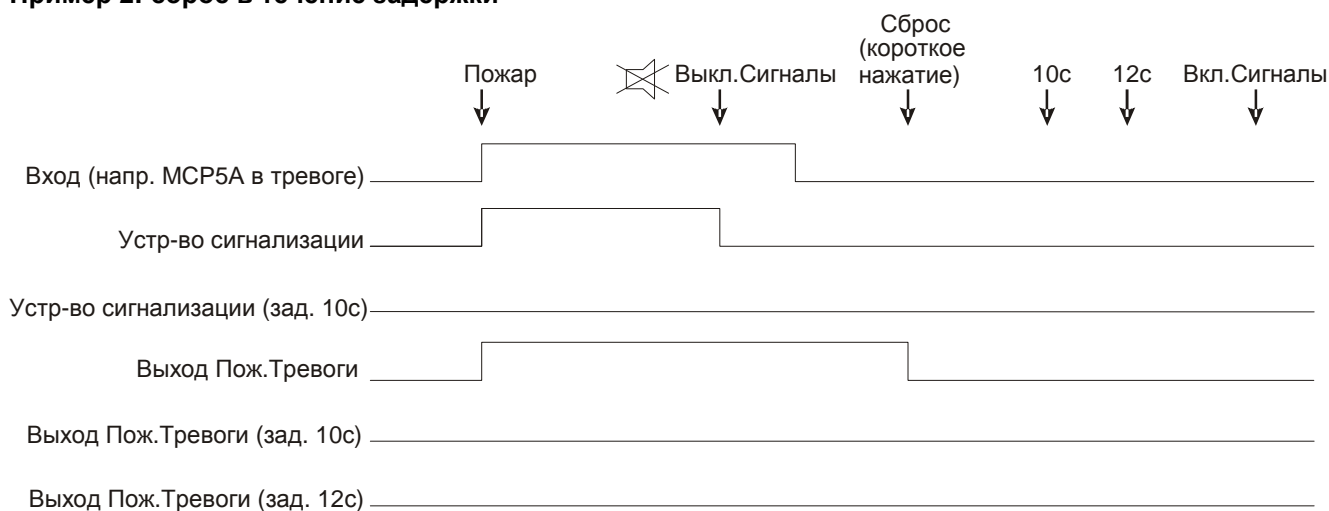 Пример 2: сброс в течение задержки
Сброс
(короткое
нажатие)
Пожар
Выкл.Сигналы
10с
12с
Вкл.Сигналы
Вход (напр. МСР5А в тревоге)
Устр-во сигнализации
Устр-во сигнализации (зад. 10с)
Выход Пож.Тревоги
Выход Пож.Тревоги (зад. 10с)
Выход Пож.Тревоги (зад. 12с)